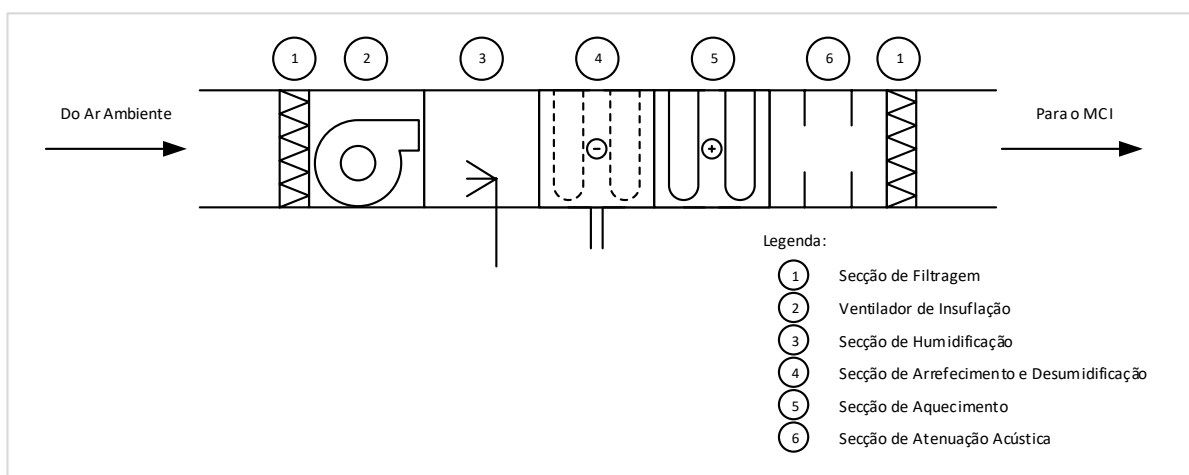 1 2 3 4 5 6 1
Do Ar Ambiente
Para o MCI
Legenda:
1 Secção de Filtragem
2 Ventilador de Insuflação
3 Secção de Humidificação
4 Secção de Arrefecimento e Desumidificação
5 Secção de Aquecimento
6 Secção de Atenuação Acústica